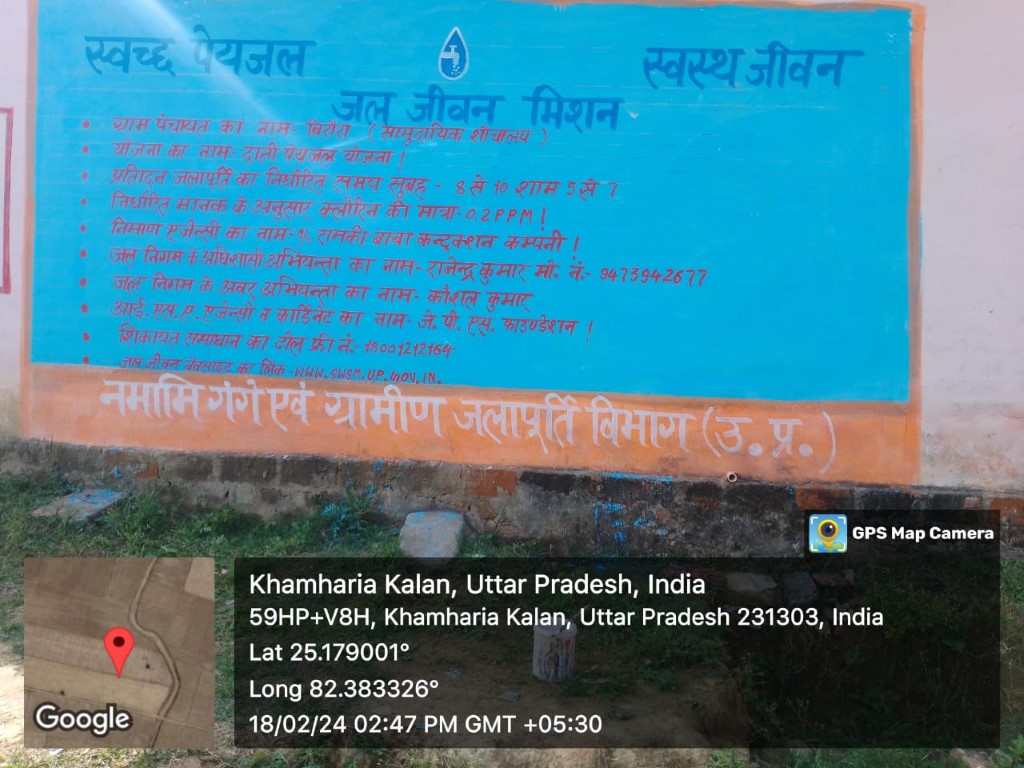 स्वच्छ पेयजल
स्वस्थ जीवन
जल जीवन मिशन
• ग्राम पंचायत का नाम- बिरौरा (सामुदायिक शौचालय)
• योजना का नाम- दाती पेयजल योजना!
• प्रतिदिन जलापूर्ति का निर्धारित समय सुबह - 8 से 10 शाम 5 से 7
• निर्धारित मानक के अनुसार क्लोरिन की मात्रा- 0.2 PPM!
• निर्माण एजेन्सी का नाम- रामकी बाबा कन्ट्रक्शन कम्पनी!
• जल निगम के अधिशासी अभियन्ता का नाम- राजेन्द्र कुमार मो. नं.- 9473942677
• जल निगम के अवर अभियन्ता का नाम- कौशल कुमार
• आई. एस. ए. एजेन्सी व कार्डिनेट का नाम- जे. पी. एस. फाउण्डेशन!
• शिकायत समाधान का टोल फ्री नं.- 18001212164
• जल जीवन वेबसाइट का लिंक- WWW.SWSM.UP.GOV.IN.
नमामि गंगे एवं ग्रामीण जलापूर्ति विभाग (उ. प्र.)
GPS Map Camera
Khamharia Kalan, Uttar Pradesh, India
59HP+V8H, Khamharia Kalan, Uttar Pradesh 231303, India
Lat 25.179001°
Long 82.383326°
18/02/24 02:47 PM GMT +05:30
Google